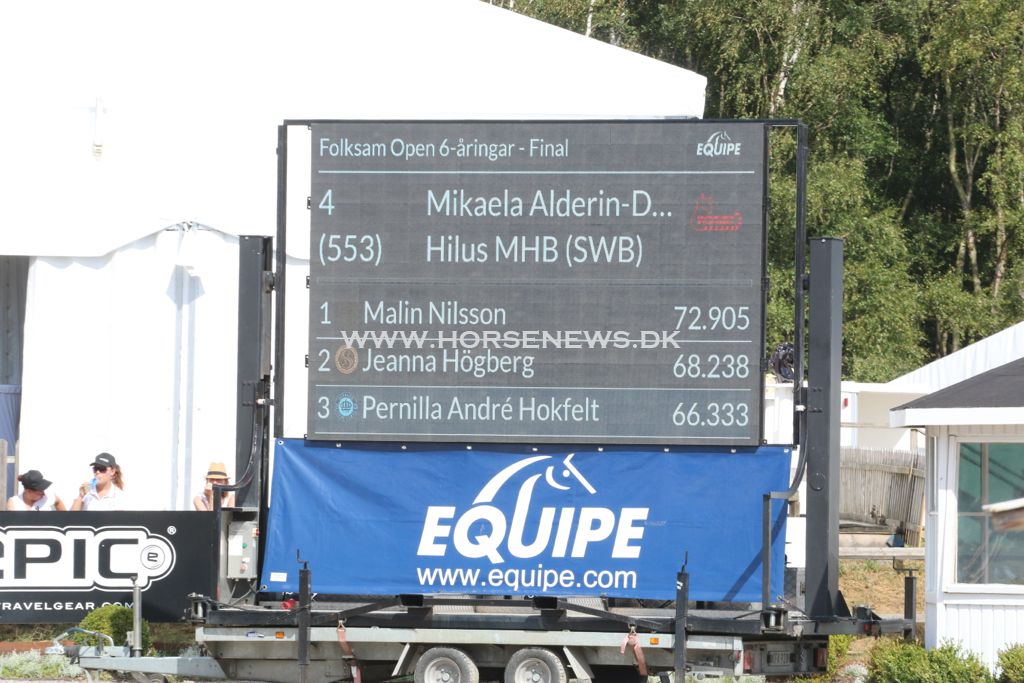 Folksam Open 6-åringar - Final
EQUIPE
4 Mikaela Alderin-D...
(553) Hilus MHB (SWB)
1 Malin Nilsson 72.905
WWW.HORSENEWS.DK
2 Jeanna Högberg 68.238
3 Pernilla André Hokfelt 66.333
EQUIPE
www.equipe.com
EPIC e ®
TRAVELGEAR.COM